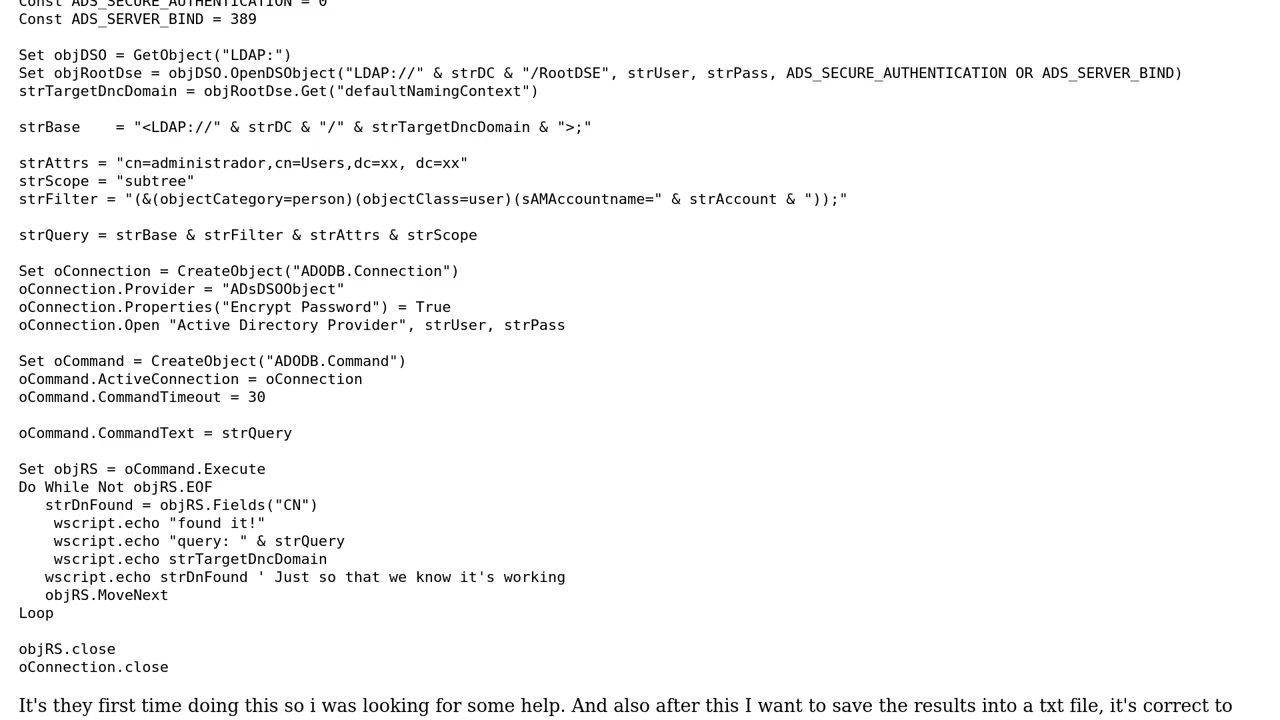 Const ADS_SECURE_AUTHENTICATION = 0
Const ADS_SERVER_BIND = 389
Set objDSO = GetObject("LDAP:")
Set objRootDse = objDSO.OpenDSObject("LDAP://" & strDC & "/RootDSE", strUser, strPass, ADS_SECURE_AUTHENTICATION OR ADS_SERVER_BIND)
strTargetDncDomain = objRootDse.Get("defaultNamingContext")
strBase    = "<LDAP://" & strDC & "/" & strTargetDncDomain & ">;"
strAttrs = "cn=administrador,cn=Users,dc=xx, dc=xx"
strScope = "subtree"
strFilter = "(&(objectCategory=person)(objectClass=user)(sAMAccountname=" & strAccount & "));"
strQuery = strBase & strFilter & strAttrs & strScope
Set oConnection = CreateObject("ADODB.Connection")
oConnection.Provider = "ADsDSOObject"
oConnection.Properties("Encrypt Password") = True
oConnection.Open "Active Directory Provider", strUser, strPass
Set oCommand = CreateObject("ADODB.Command")
oCommand.ActiveConnection = oConnection
oCommand.CommandTimeout = 30
oCommand.CommandText = strQuery
Set objRS = oCommand.Execute
Do While Not objRS.EOF
   strDnFound = objRS.Fields("CN")
    wscript.echo "found it!"
    wscript.echo "query: " & strQuery
    wscript.echo strTargetDncDomain
   wscript.echo strDnFound ' Just so that we know it's working
   objRS.MoveNext
Loop
objRS.close
oConnection.close
It's they first time doing this so i was looking for some help. And also after this I want to save the results into a txt file, it's correct to